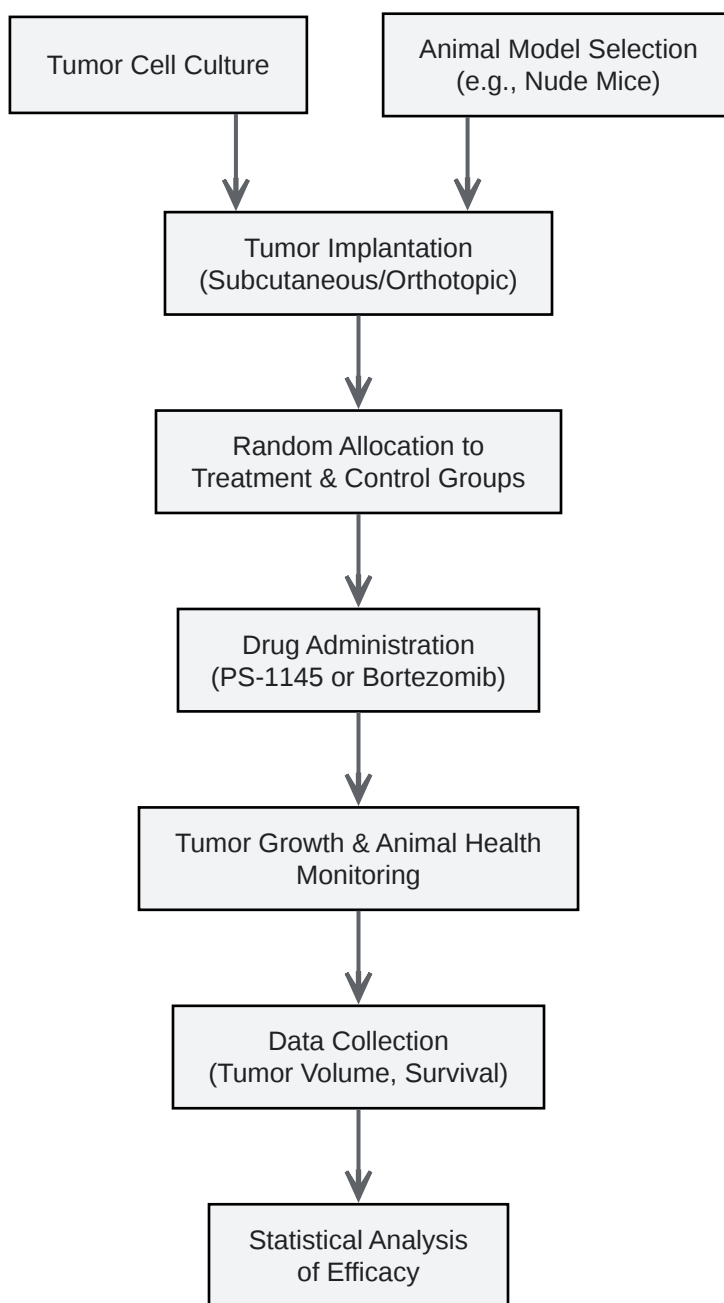 Tumor Cell Culture
Animal Model Selection
(e.g., Nude Mice)
Tumor Implantation
(Subcutaneous/Orthotopic)
Random Allocation to
Treatment & Control Groups
Drug Administration
(PS-1145 or Bortezomib)
Tumor Growth & Animal Health
Monitoring
Data Collection
(Tumor Volume, Survival)
Statistical Analysis
of Efficacy